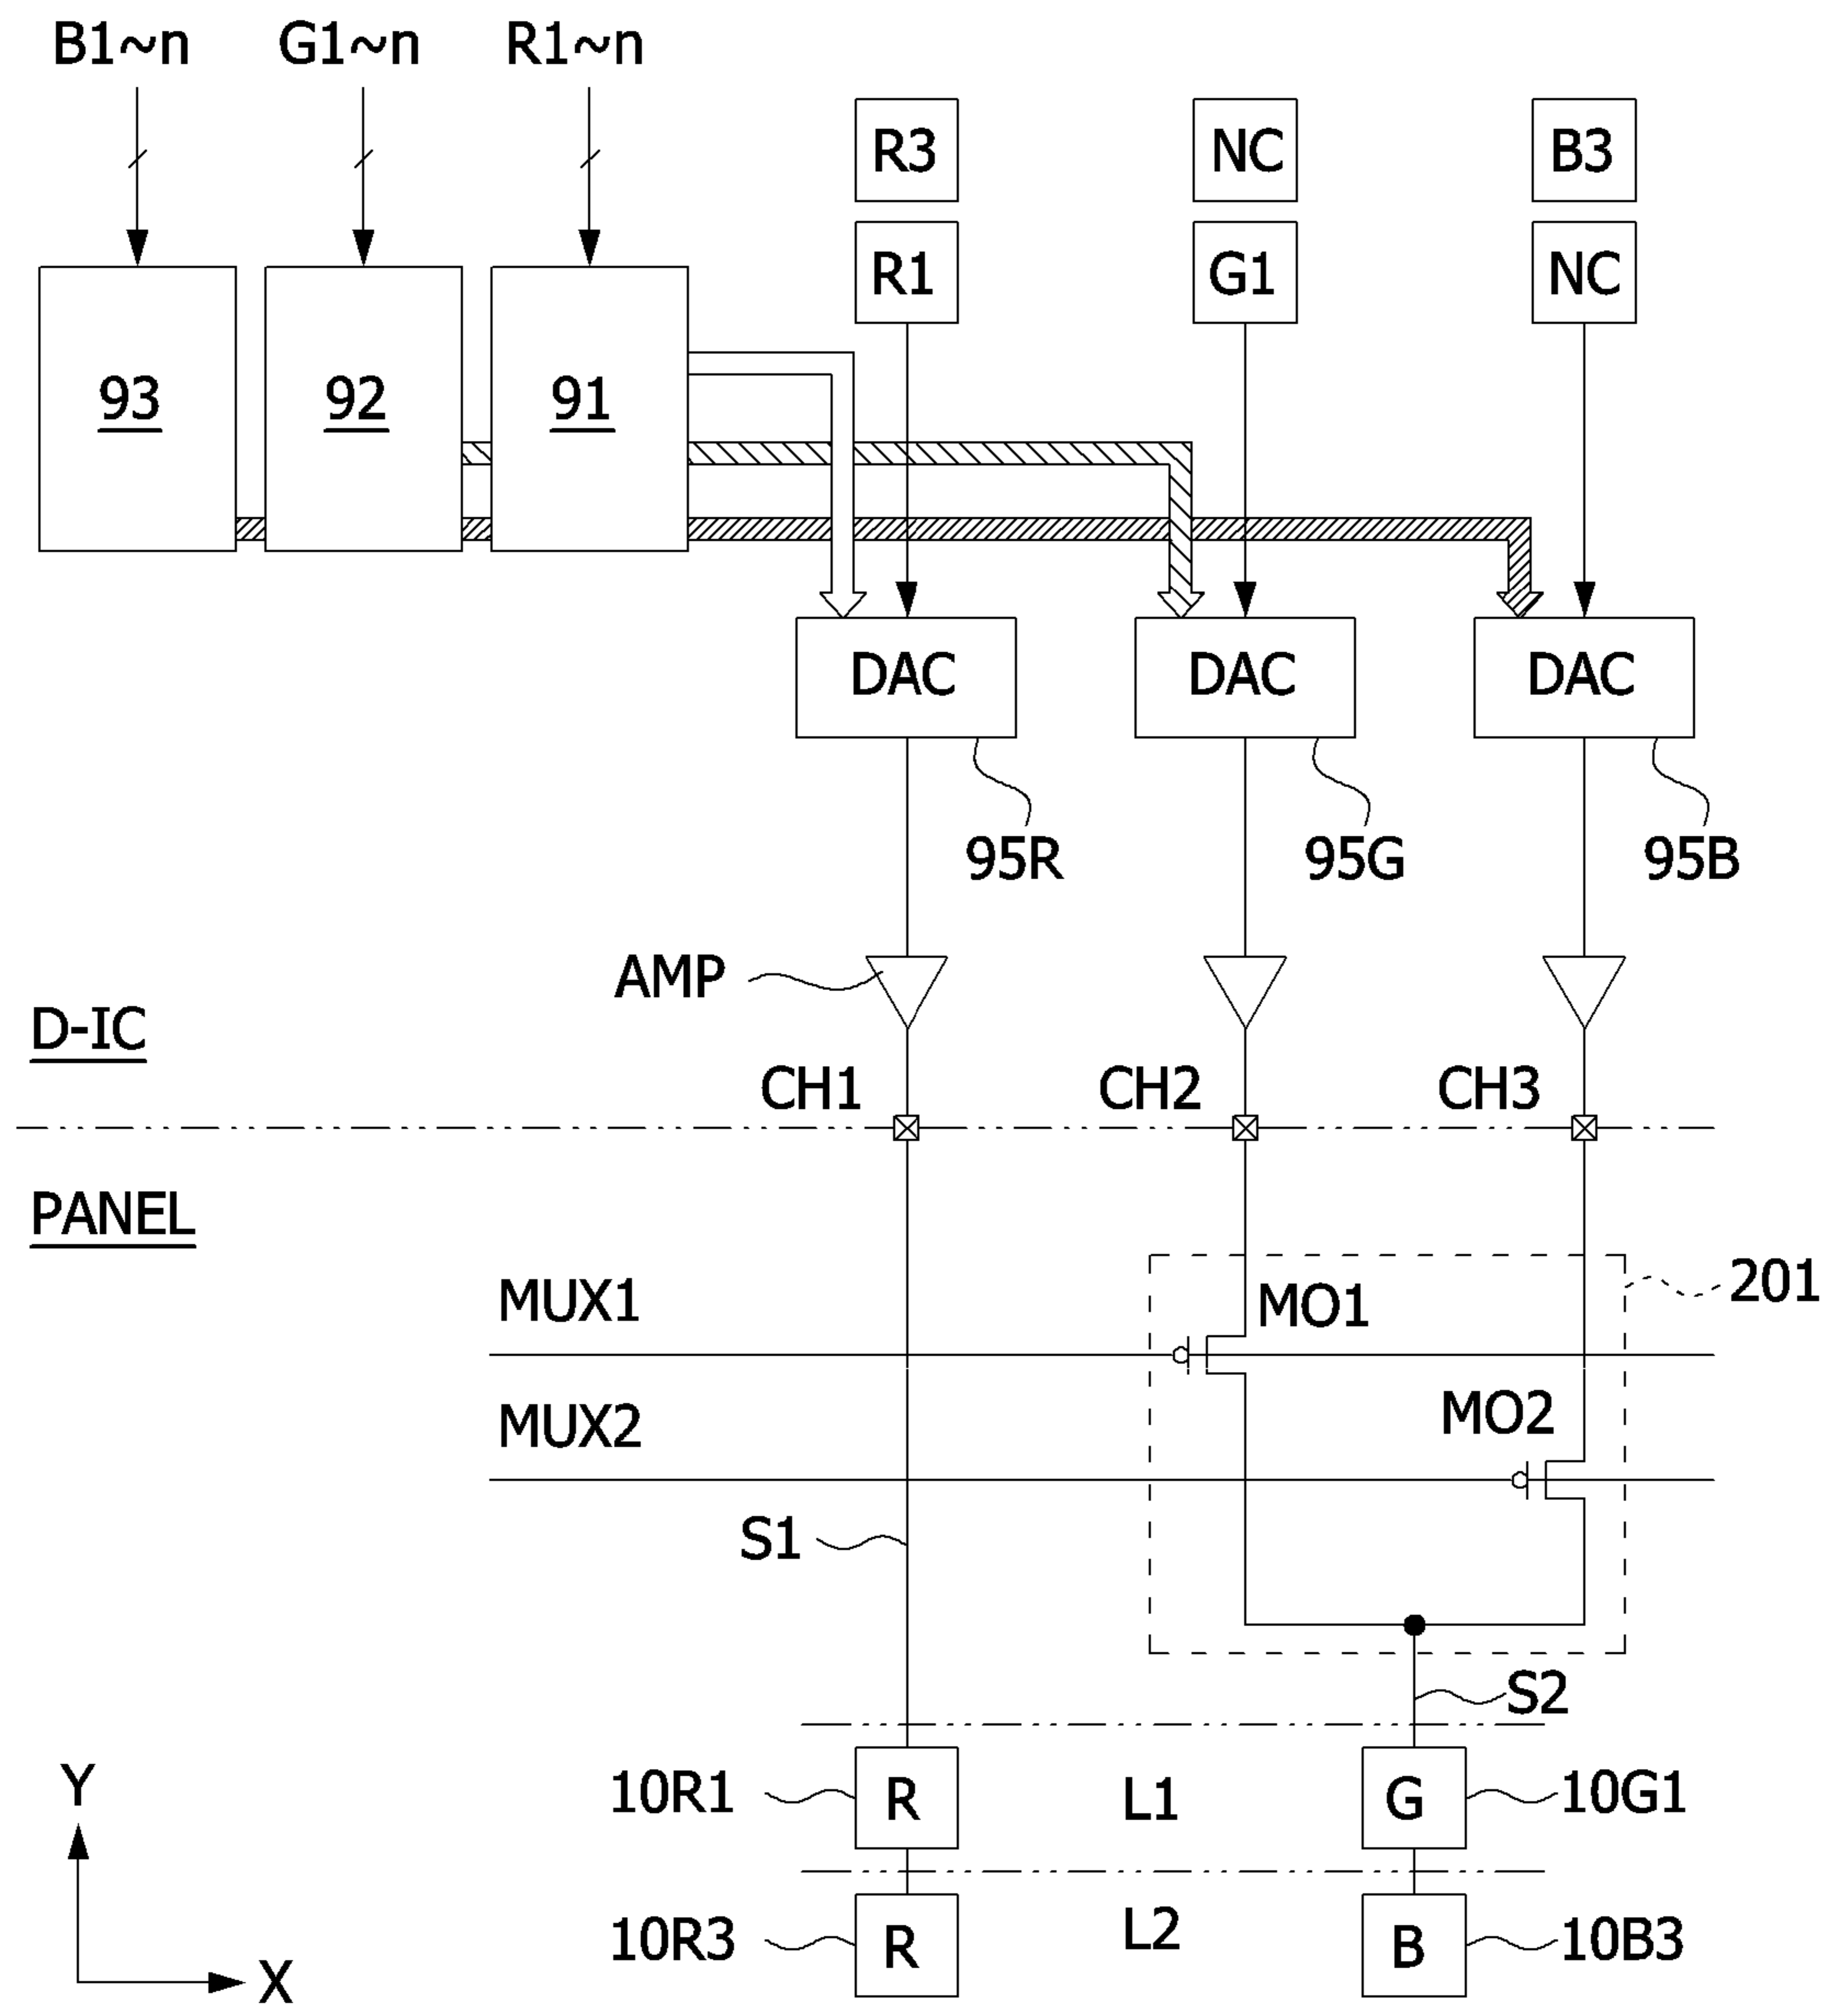 B1~n G1~n R1~n
R3 NC B3
R1 G1 NC
93 92 91
DAC DAC DAC
95R 95G 95B
AMP
D-IC
CH1 CH2 CH3
PANEL
201
MUX1 MO1
MUX2 MO2
S1
S2
10R1 R L1 G 10G1
Y
10R3 R L2 B 10B3
X